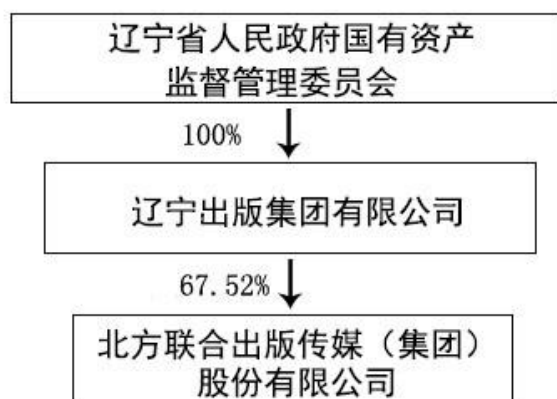 辽宁省人民政府国有资产
监督管理委员会
100%
辽宁出版集团有限公司
67.52%
北方联合出版传媒（集团）
股份有限公司